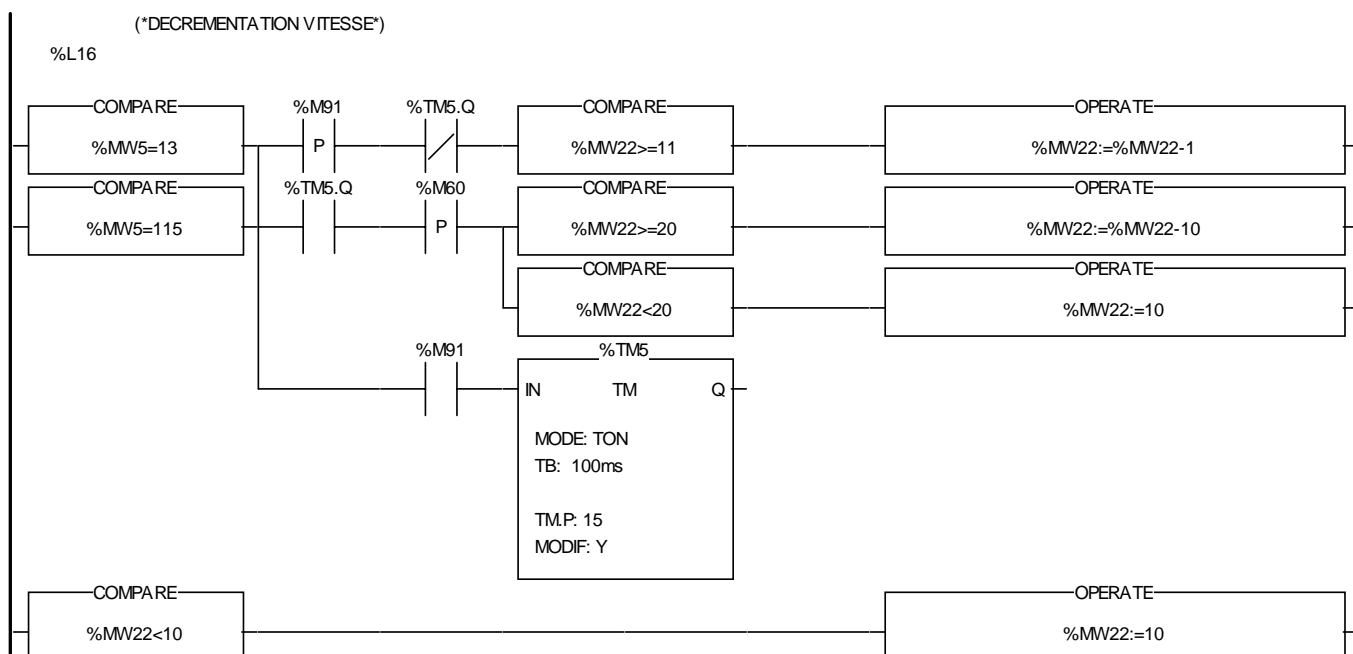 (*DECREMENTATION VITESSE*)
%L16
COMPARE %M91 %TM5.Q COMPARE OPERATE
%MW5=13 P %MW22>=11 %MW22:=%MW22-1
COMPARE %TM5.Q %M60 COMPARE OPERATE
%MW5=115 P %MW22>=20 %MW22:=%MW22-10
COMPARE OPERATE
%MW22<20 %MW22:=10
%M91 %TM5
IN TM Q
MODE: TON
TB: 100ms
TM.P: 15
MODIF: Y
COMPARE OPERATE
%MW22<10 %MW22:=10